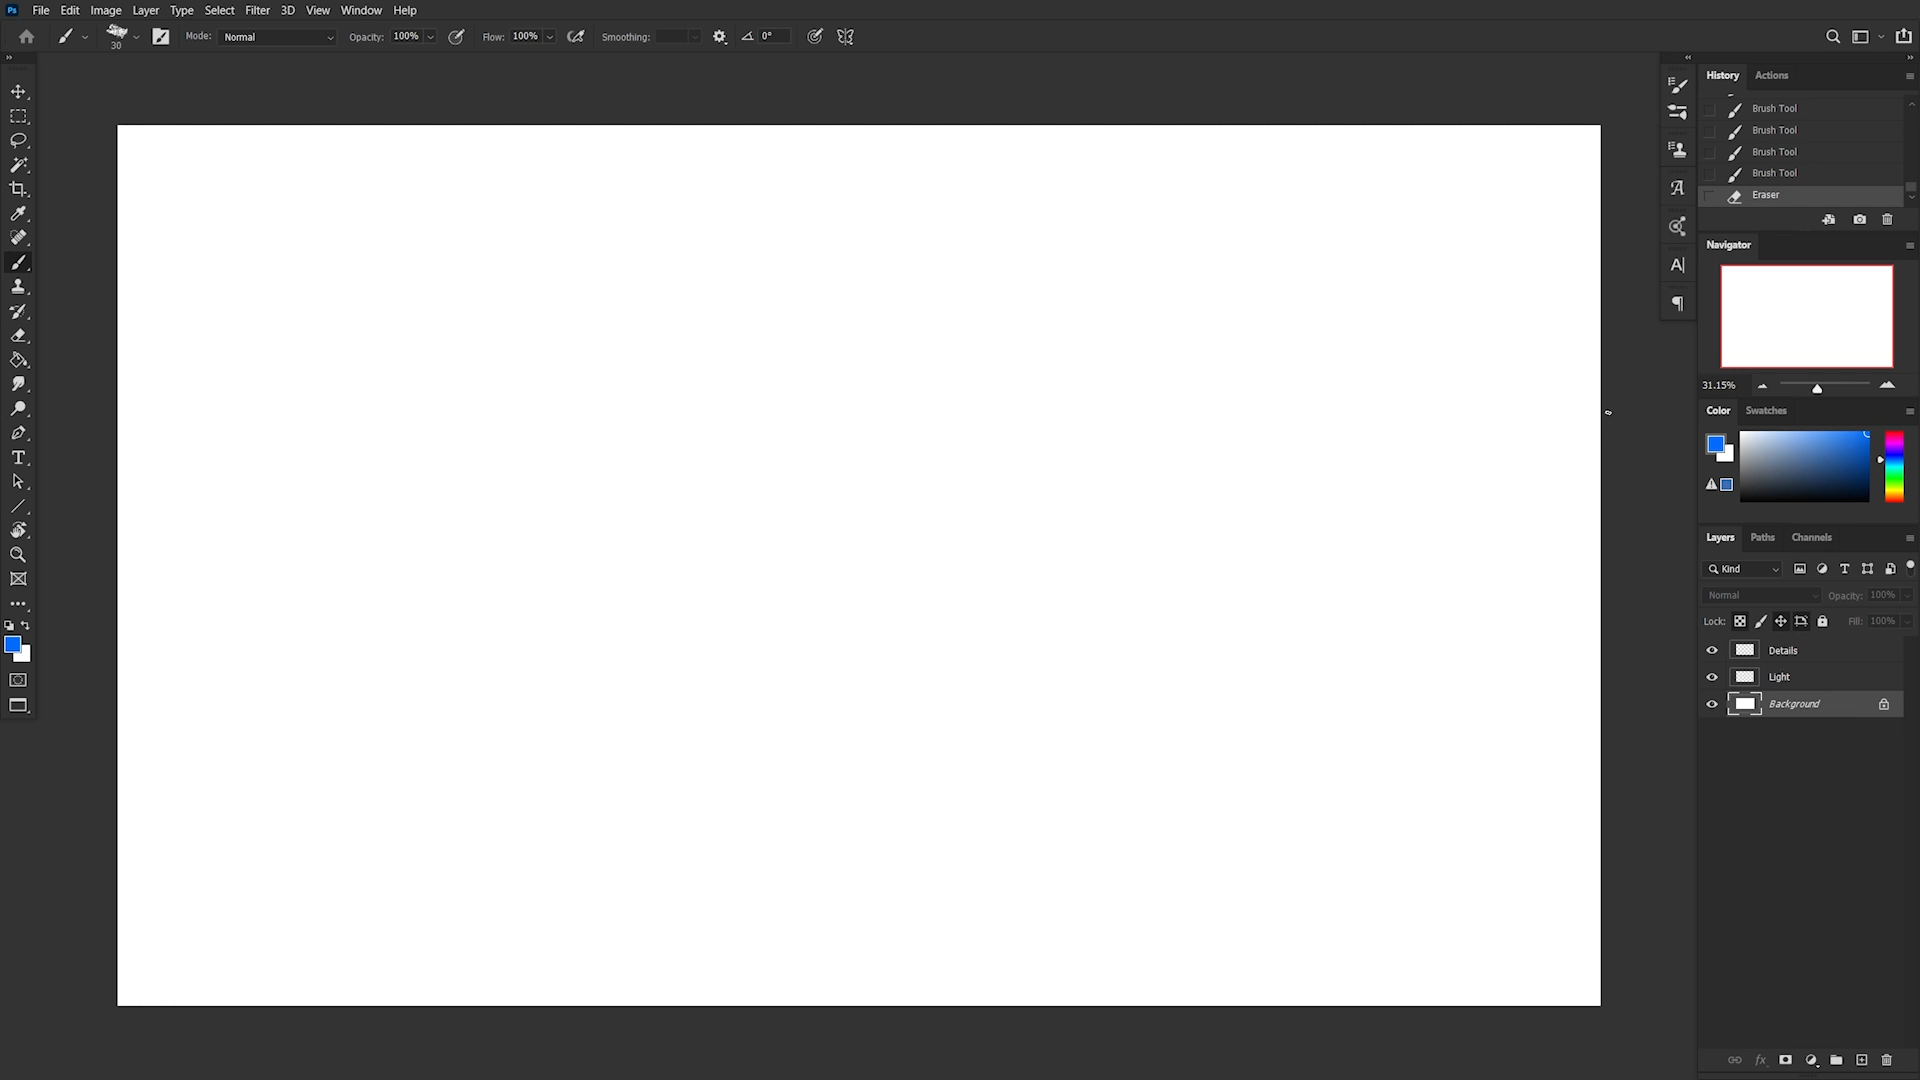 Ps File Edit Image Layer Type Select Filter 3D View Window Help
30 Mode: Normal Opacity: 100% Flow: 100% Smoothing: 0°
History Actions
Brush Tool
Brush Tool
Brush Tool
Brush Tool
Eraser
Navigator
31.15%
Color Swatches
Layers Paths Channels
Kind
Normal Opacity: 100%
Lock: Fill: 100%
Details
Light
Background